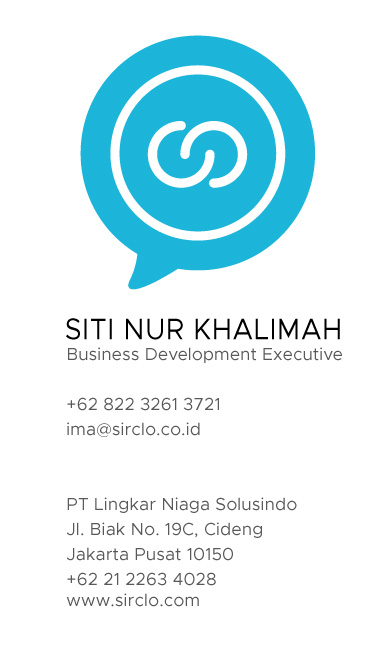 SITI NUR KHALIMAH
Business Development Executive
+62 822 3261 3721
ima@sirclo.co.id
PT Lingkar Niaga Solusindo
Jl. Biak No. 19C, Cideng
Jakarta Pusat 10150
+62 21 2263 4028
www.sirclo.com